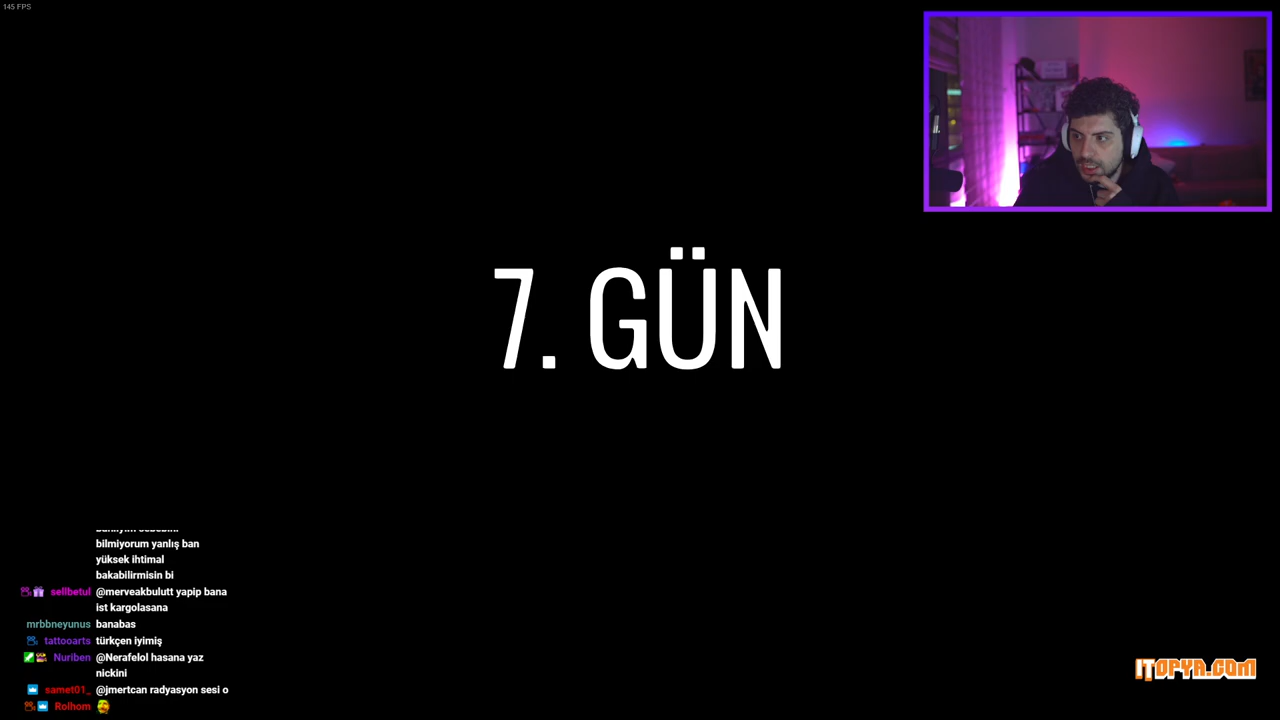 145 FPS
7. GÜN
bilmiyorum yanlış ban
yüksek ihtimal
bakabilirmisin bi
sellbetul @merveakbulutt yapip bana
ist kargolasana
mrbbneyunus banabas
tattooarts türkçen iyimiş
Nuriben @Nerafelol hasana yaz
nickini
samet01_ @jmertcan radyasyon sesi o
Rolhom
ITOPYA.COM